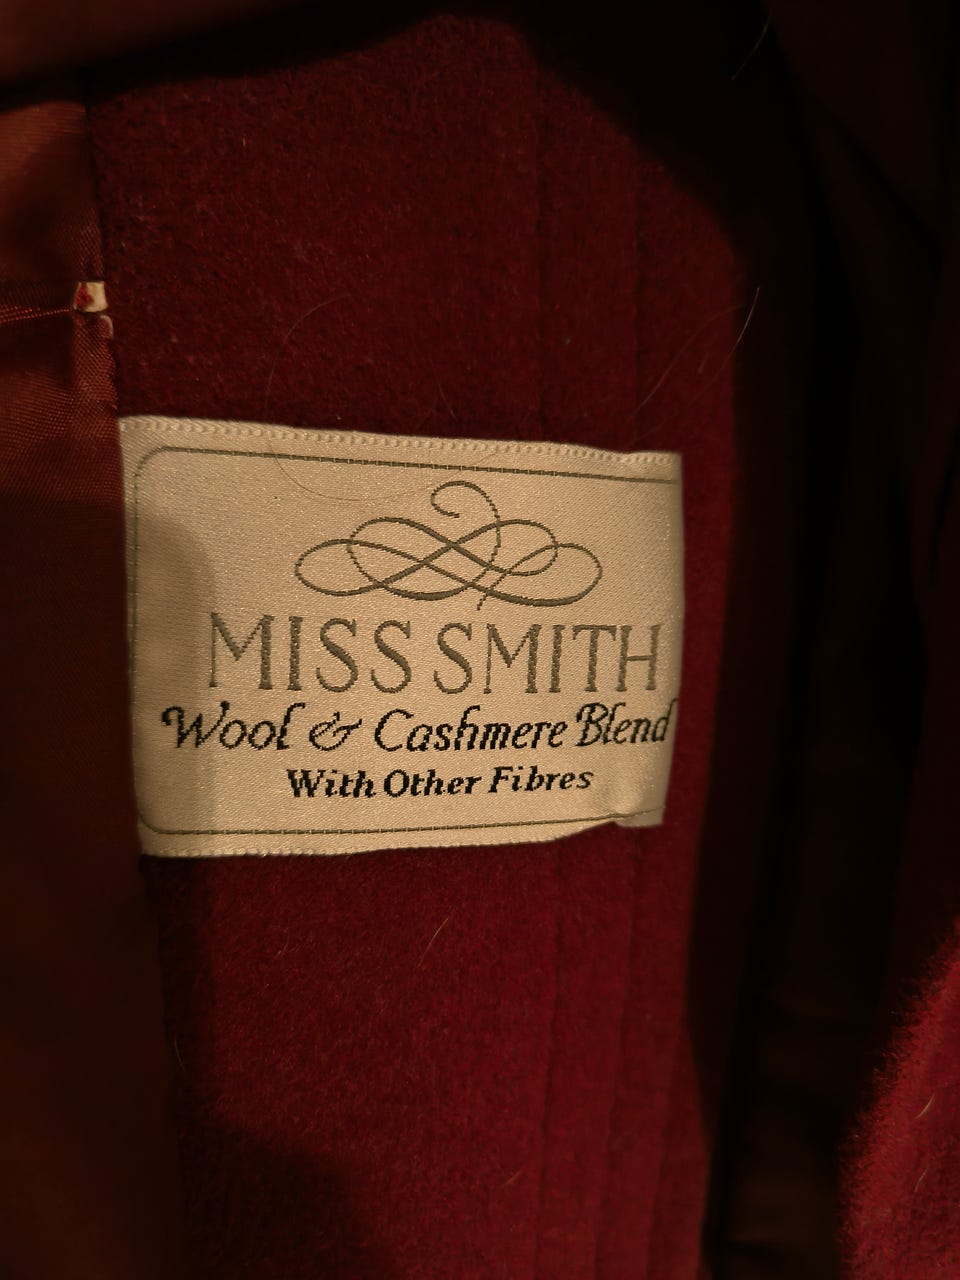 MISS SMITH
Wool & Cashmere Blend
With Other Fibres